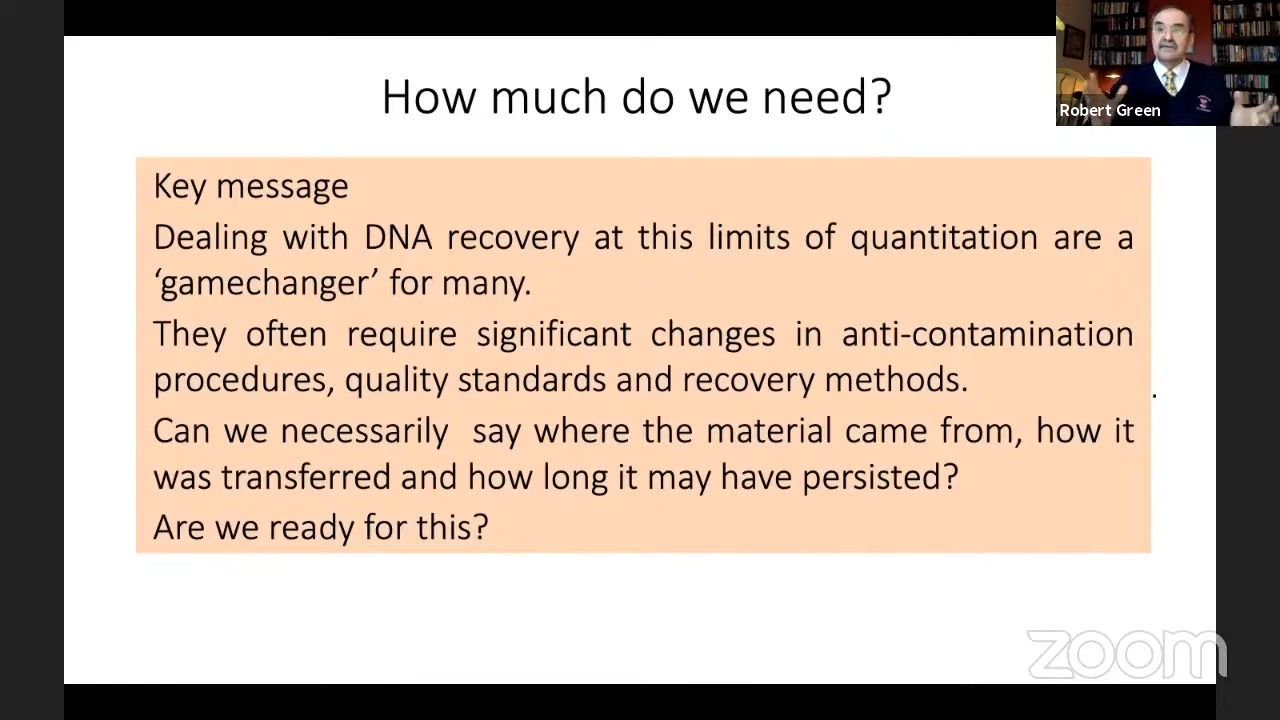 How much do we need?
Robert Green
Key message
Dealing with DNA recovery at this limits of quantitation are a
‘gamechanger’ for many.
They often require significant changes in anti-contamination
procedures, quality standards and recovery methods.
.
Can we necessarily say where the material came from, how it
was transferred and how long it may have persisted?
Are we ready for this?
zoom